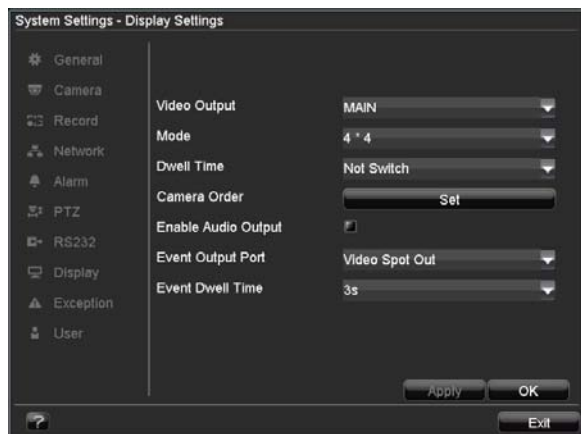 System Settings - Display Settings
General
Camera
Record
Network
Alarm
PTZ
RS232
Display
Exception
User
Video Output MAIN
Mode 4 * 4
Dwell Time Not Switch
Camera Order Set
Enable Audio Output
Event Output Port Video Spot Out
Event Dwell Time 3s
Apply OK
? Exit